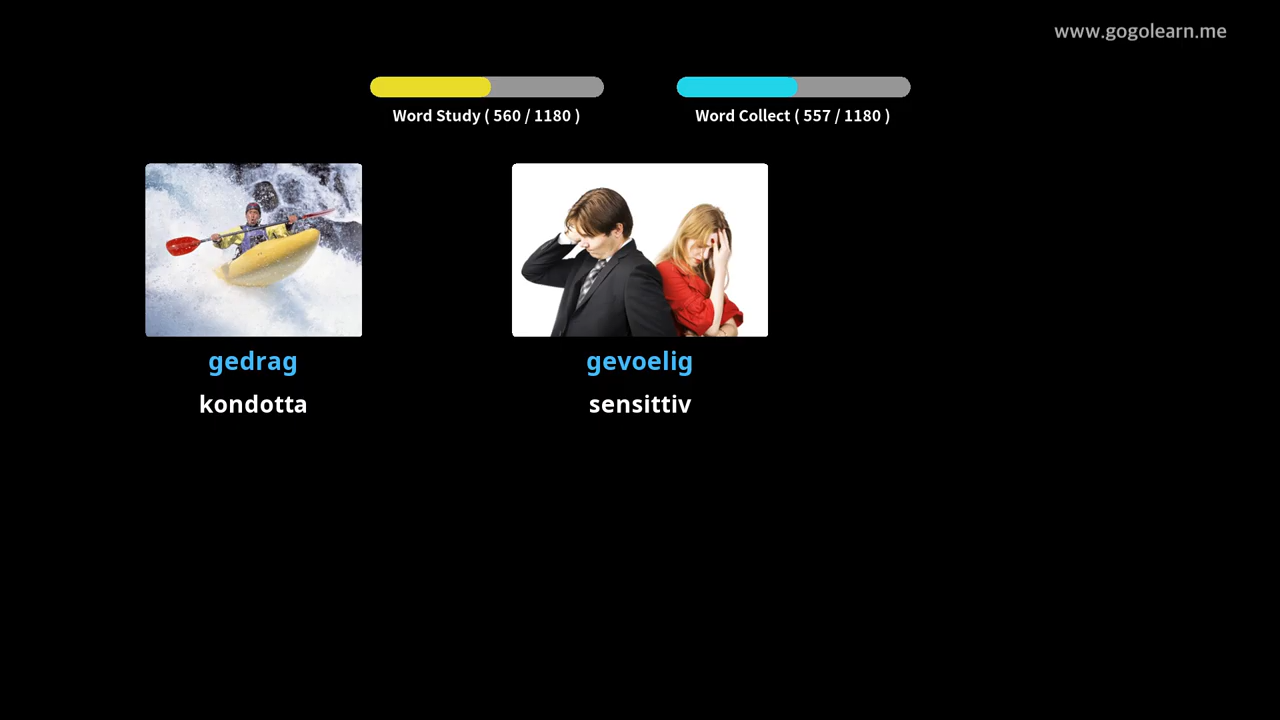 www.gogolearn.me
Word Study ( 560 / 1180 )
Word Collect ( 557 / 1180 )
gedrag
kondotta
gevoelig
sensittiv